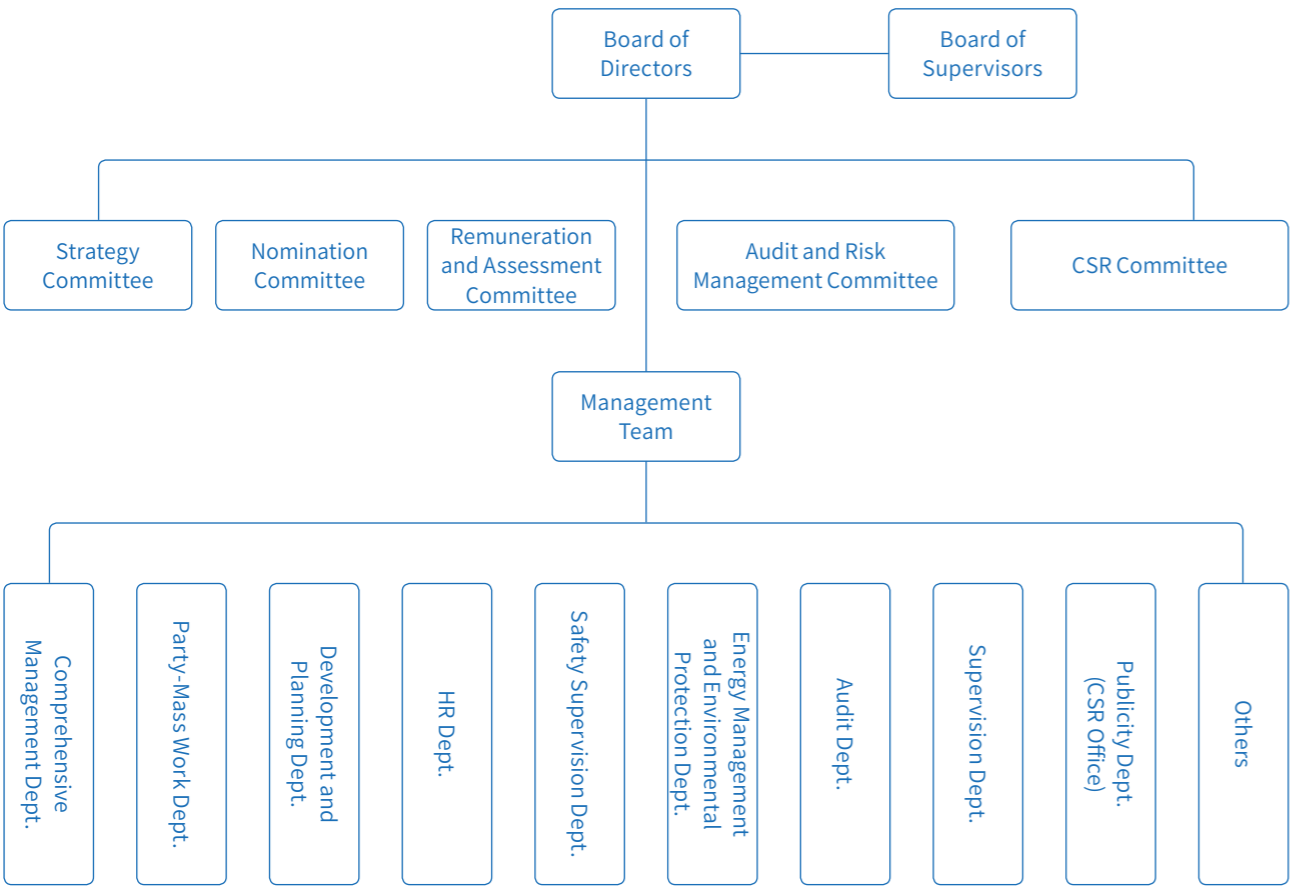 Board of
Directors
Board of
Supervisors
Strategy
Committee
Nomination
Committee
Remuneration
and Assessment
Committee
Audit and Risk
Management Committee
CSR Committee
Management
Team
Comprehensive
Management Dept.
Party-Mass Work Dept.
Development and
Planning Dept.
HR Dept.
Safety Supervision Dept.
Energy Management
and Environmental
Protection Dept.
Audit Dept.
Supervision Dept.
Publicity Dept.
(CSR Office)
Others